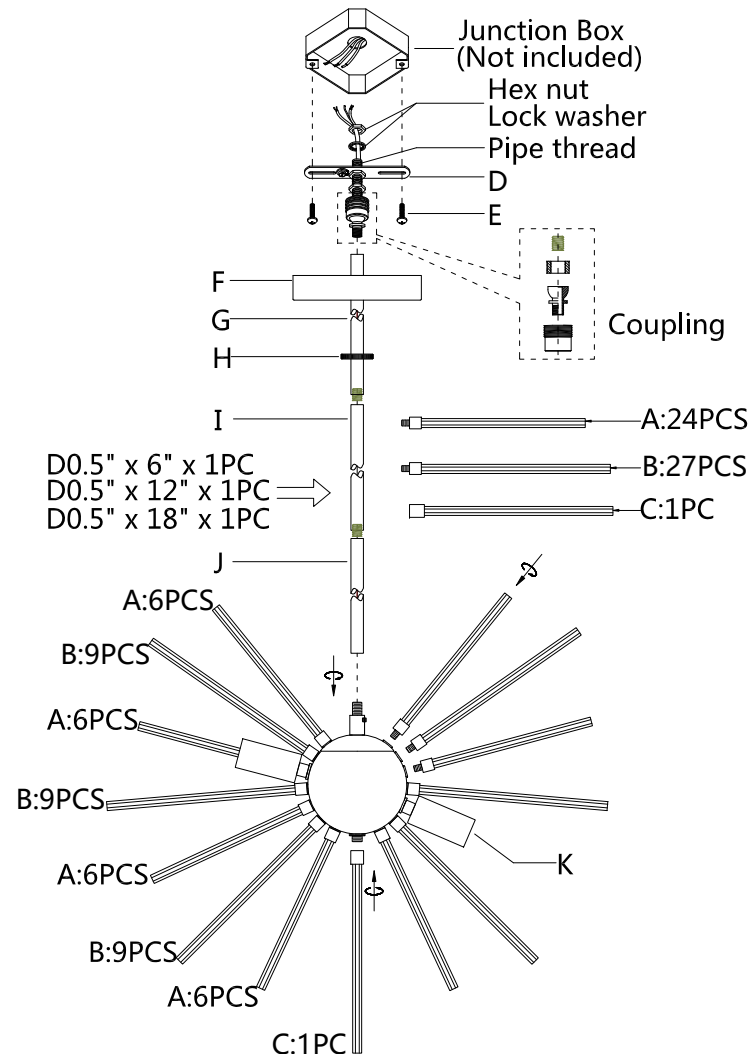 Junction Box
(Not included)
Hex nut
Lock washer
Pipe thread
D
E
F
G
Coupling
H
I
A:24PCS
D0.5" x 6" x 1PC
B:27PCS
D0.5" x 12" x 1PC
C:1PC
D0.5" x 18" x 1PC
J
A:6PCS
B:9PCS
A:6PCS
B:9PCS
K
A:6PCS
B:9PCS
A:6PCS
C:1PC